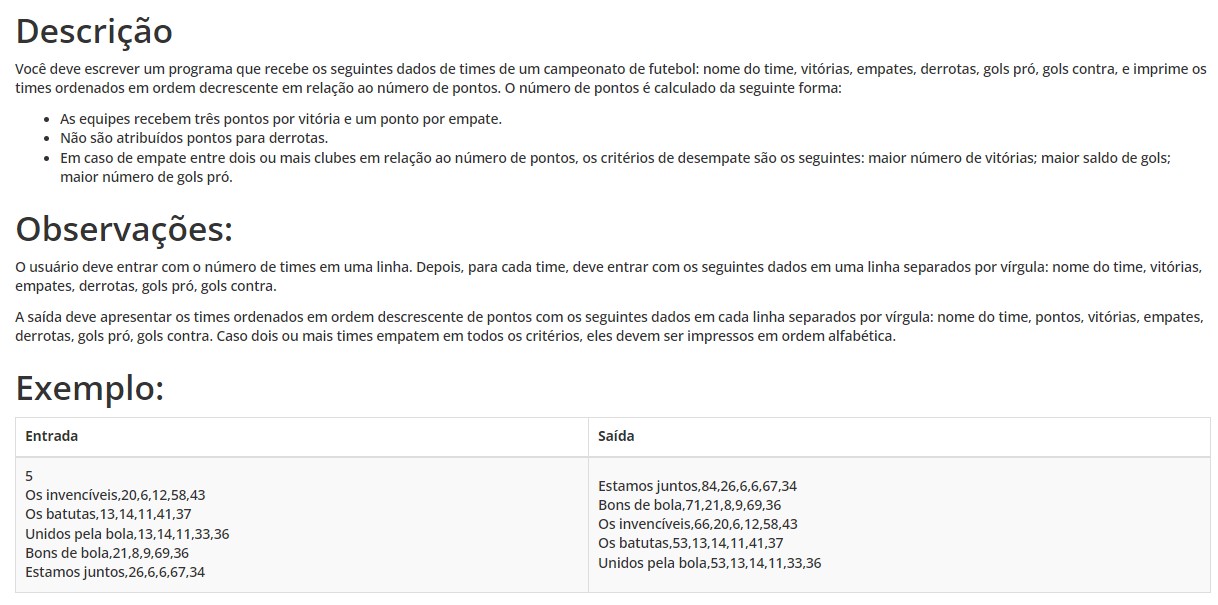 Descrição
Você deve escrever um programa que recebe os seguintes dados de times de um campeonato de futebol: nome do time, vitórias, empates, derrotas, gols pró, gols contra, e imprime os
times ordenados em ordem decrescente em relação ao número de pontos. O número de pontos é calculado da seguinte forma:
• As equipes recebem três pontos por vitória e um ponto por empate.
• Não são atribuídos pontos para derrotas.
• Em caso de empate entre dois ou mais clubes em relação ao número de pontos, os critérios de desempate são os seguintes: maior número de vitórias; maior saldo de gols;
maior número de gols pró.
Observações:
O usuário deve entrar com o número de times em uma linha. Depois, para cada time, deve entrar com os seguintes dados em uma linha separados por vírgula: nome do time, vitórias,
empates, derrotas, gols pró, gols contra.
A saída deve apresentar os times ordenados em ordem descrescente de pontos com os seguintes dados em cada linha separados por vírgula: nome do time, pontos, vitórias, empates,
derrotas, gols pró, gols contra. Caso dois ou mais times empatem em todos os critérios, eles devem ser impressos em ordem alfabética.
Exemplo:
Entrada
5
Os invencíveis,20,6,12,58,43
Os batutas,13,14,11,41,37
Unidos pela bola,13,14,11,33,36
Bons de bola,21,8,9,69,36
Estamos juntos,26,6,6,67,34
Saída
Estamos juntos,84,26,6,6,67,34
Bons de bola,71,21,8,9,69,36
Os invencíveis,66,20,6,12,58,43
Os batutas,53,13,14,11,41,37
Unidos pela bola,53,13,14,11,33,36